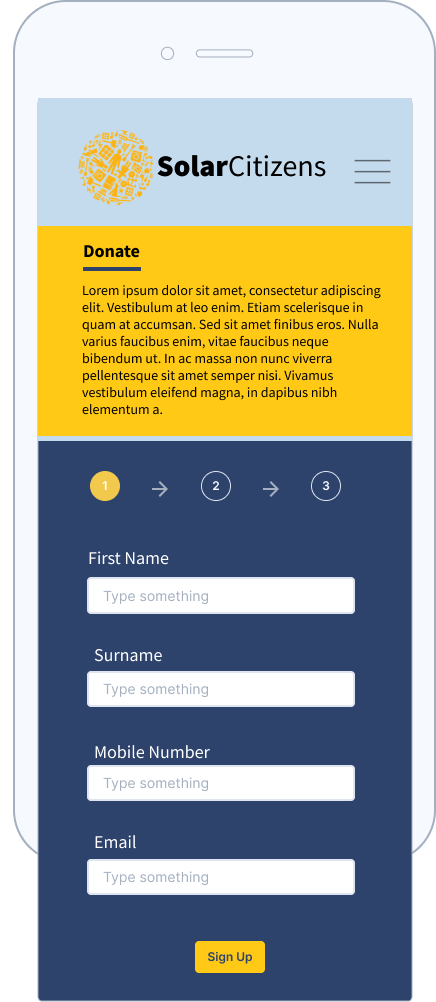 SolarCitizens
Donate
Lorem ipsum dolor sit amet, consectetur adipiscing
elit. Vestibulum at leo enim. Etiam scelerisque in
quam at accumsan. Sed sit amet finibus eros. Nulla
varius faucibus enim, vitae faucibus neque
bibendum ut. In ac massa non nunc viverra
pellentesque sit amet semper nisi. Vivamus
vestibulum eleifend magna, in dapibus nibh
elementum a.
1 → 2 → 3
First Name
Type something
Surname
Type something
Mobile Number
Type something
Email
Type something
Sign Up